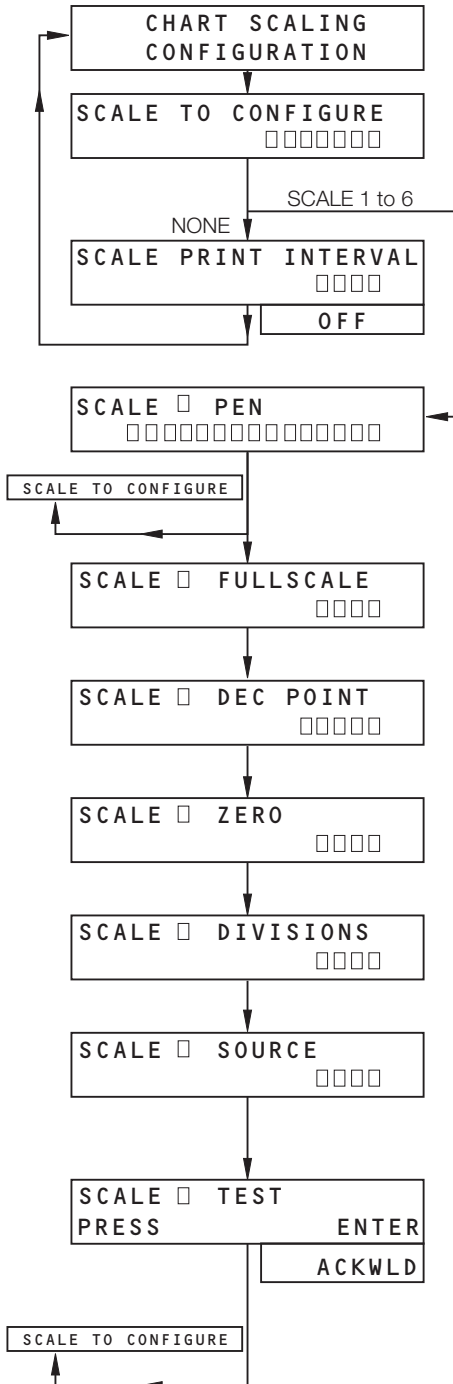 CHART SCALING
CONFIGURATION
SCALE TO CONFIGURE
□□□□□□□
SCALE 1 to 6
NONE
SCALE PRINT INTERVAL
□□□□
OFF
SCALE □ PEN
□□□□□□□□□□□□□□□
SCALE TO CONFIGURE
SCALE □ FULLSCALE
□□□□
SCALE □ DEC POINT
□□□□□
SCALE □ ZERO
□□□□
SCALE □ DIVISIONS
□□□□
SCALE □ SOURCE
□□□□
SCALE □ TEST
PRESS ENTER
ACKWLD
SCALE TO CONFIGURE